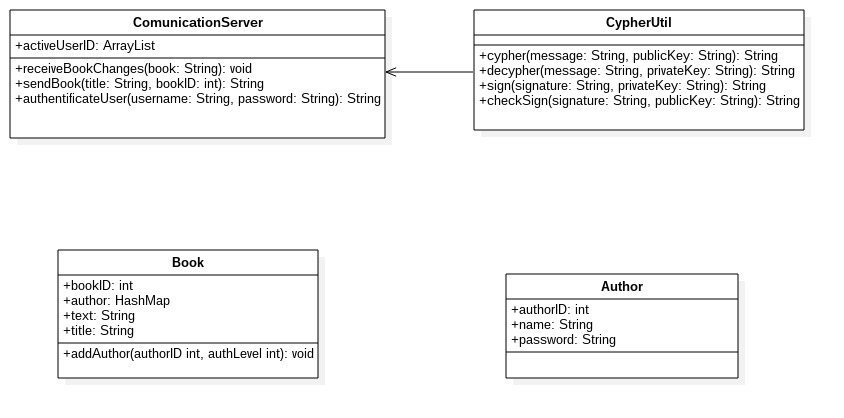 ComunicationServer
+activeUserID: ArrayList
+receiveBookChanges(book: String): void
+sendBook(title: String, bookID: int): String
+authentificateUser(username: String, password: String): String
CypherUtil
+cypher(message: String, publicKey: String): String
+decypher(message: String, privateKey: String): String
+sign(signature: String, privateKey: String): String
+checkSign(signature: String, publicKey: String): String
Book
+bookID: int
+author: HashMap
+text: String
+title: String
+addAuthor(authorID int, authLevel int): void
Author
+authorID: int
+name: String
+password: String